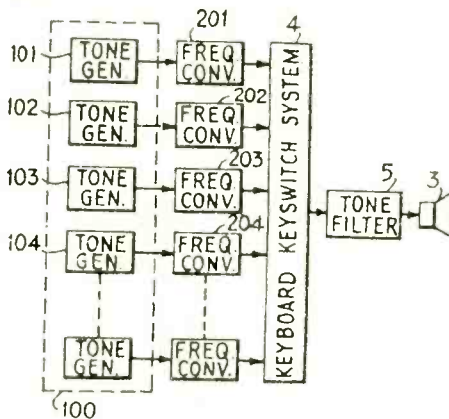 101
TONE
GEN.
201
FREQ.
CONV.
4
KEYBOARD KEYSWITCH SYSTEM
102
TONE
GEN.
202
FREQ.
CONV.
103
TONE
GEN.
203
FREQ.
CONV.
5
TONE
FILTER
3
104
TONE
GEN.
204
FREQ.
CONV.
TONE
GEN.
FREQ.
CONV.
100